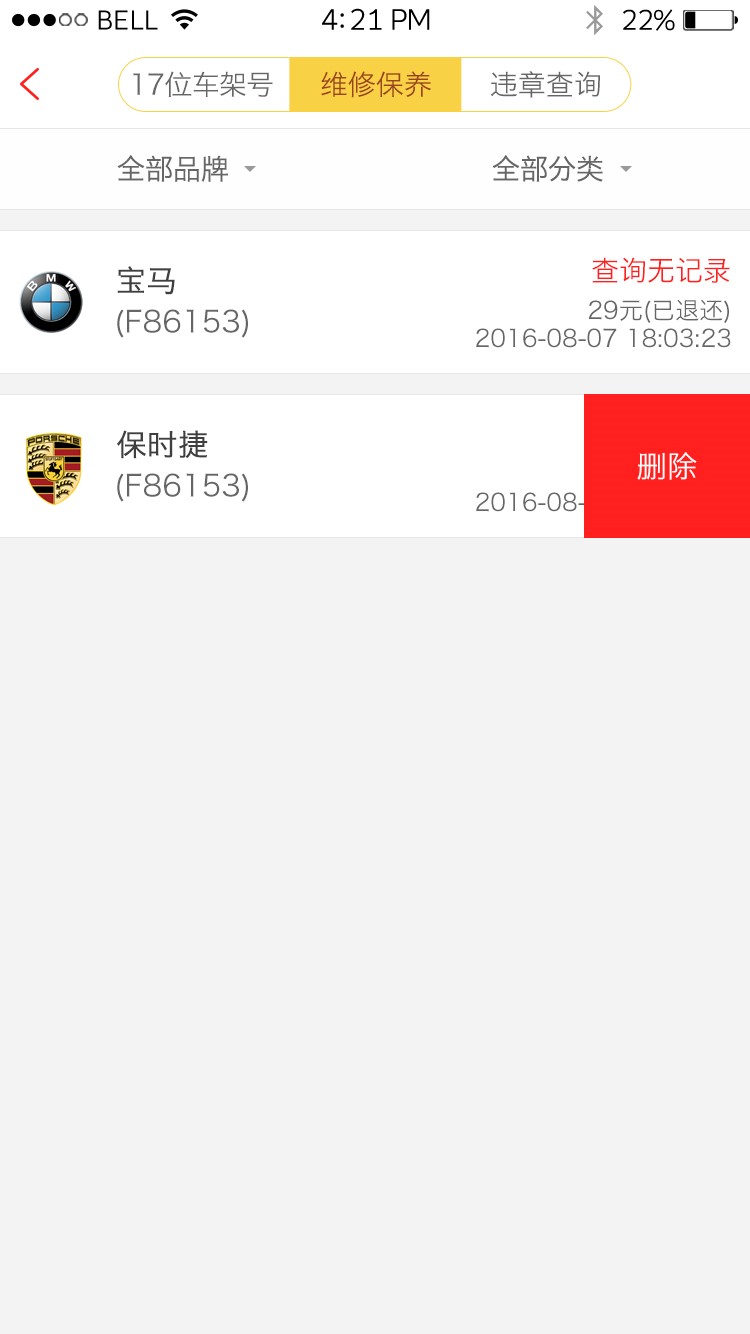 BELL 4:21 PM 22%
17位车架号 维修保养 违章查询
全部品牌 全部分类
宝马 查询无记录
(F86153) 29元(已退还)
2016-08-07 18:03:23
BMW
保时捷
(F86153)
2016-08-
删除
PORSCHE